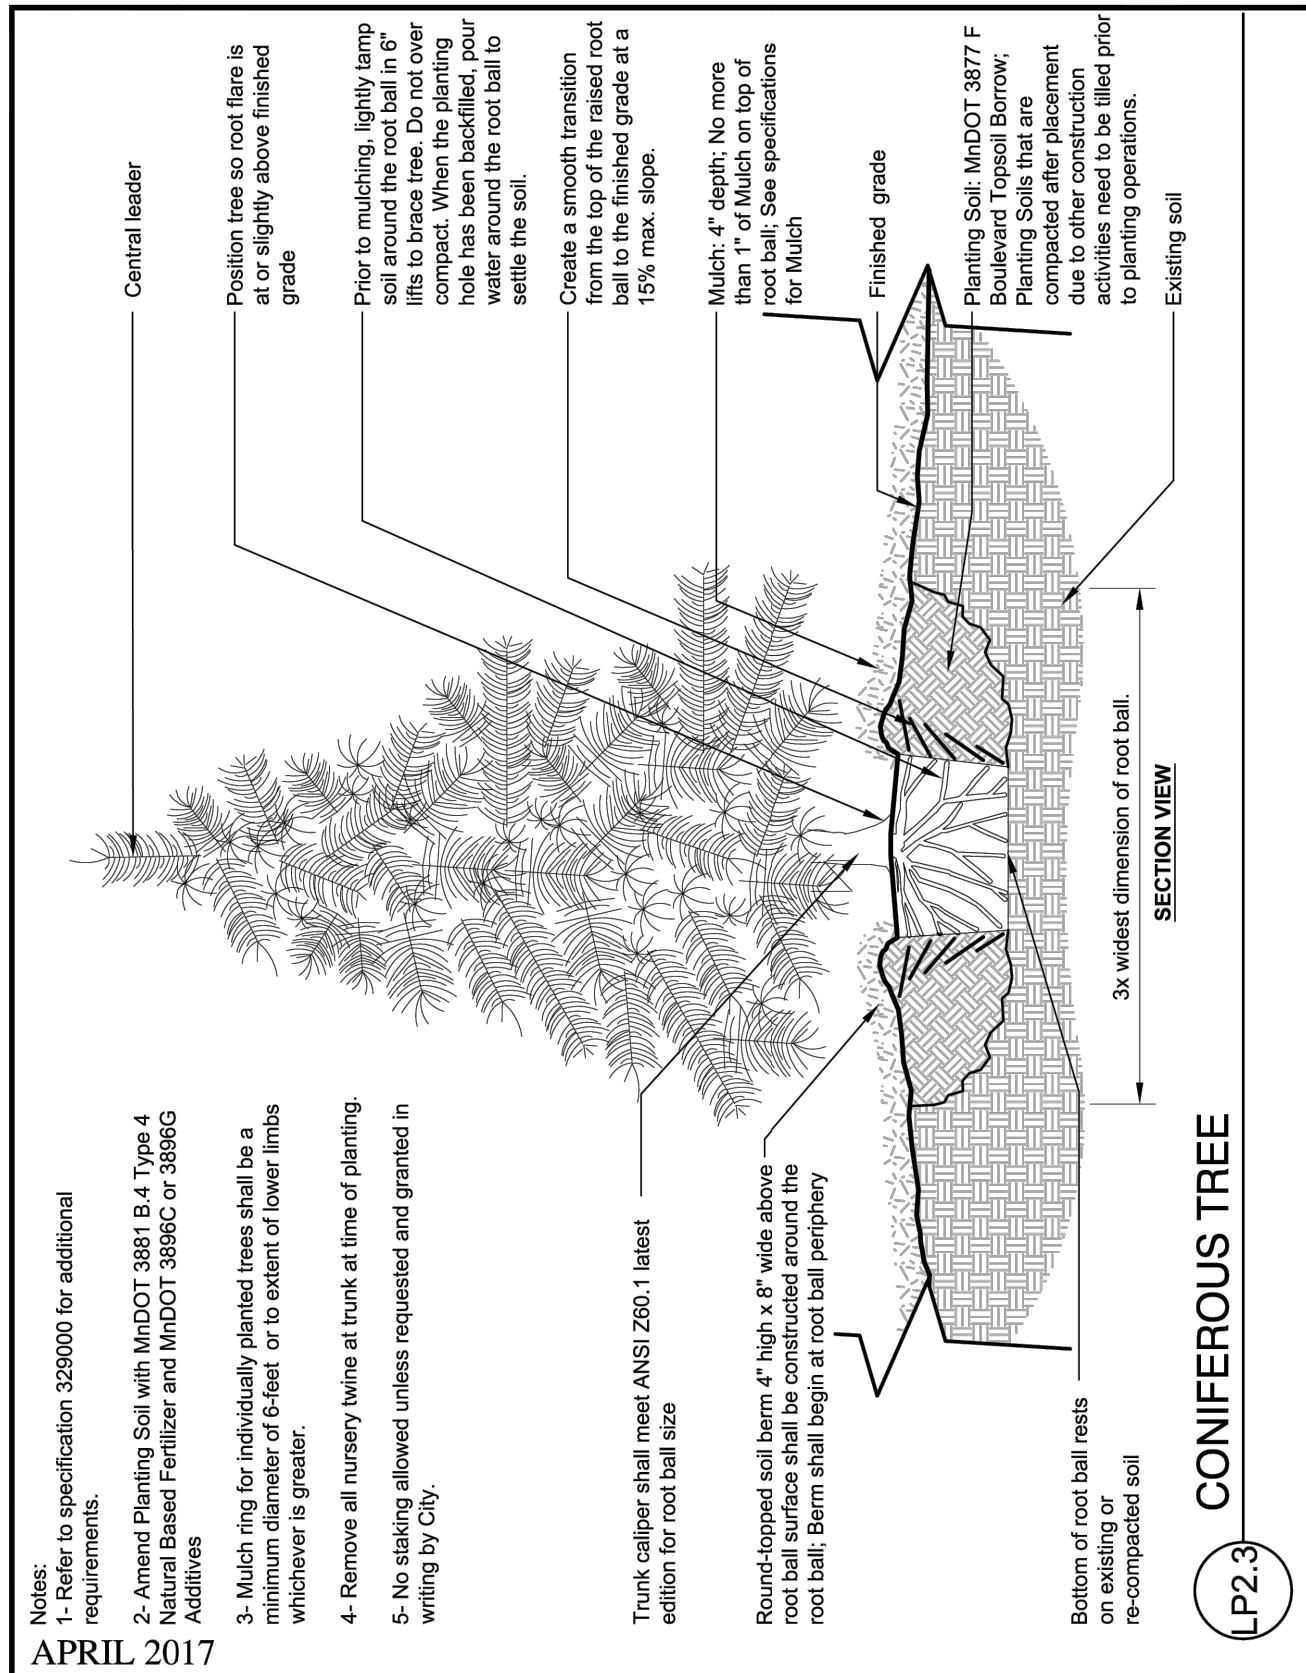 Notes:
1- Refer to specification 329000 for additional
requirements.
2- Amend Planting Soil with MnDOT 3881 B.4 Type 4
Natural Based Fertilizer and MnDOT 3896C or 3896G
Additives
3- Mulch ring for individually planted trees shall be a
minimum diameter of 6-feet or to extent of lower limbs
whichever is greater.
4- Remove all nursery twine at trunk at time of planting.
5- No staking allowed unless requested and granted in
writing by City.
Trunk caliper shall meet ANSI Z60.1 latest
edition for root ball size
Round-topped soil berm 4" high x 8" wide above
root ball surface shall be constructed around the
root ball; Berm shall begin at root ball periphery
Bottom of root ball rests
on existing or
re-compacted soil
Central leader
Position tree so root flare is
at or slightly above finished
grade
Prior to mulching, lightly tamp
soil around the root ball in 6"
lifts to brace tree. Do not over
compact. When the planting
hole has been backfilled, pour
water around the root ball to
settle the soil.
Create a smooth transition
from the top of the raised root
ball to the finished grade at a
15% max. slope.
Mulch: 4" depth; No more
than 1" of Mulch on top of
root ball; See specifications
for Mulch
Finished grade
Planting Soil: MnDOT 3877 F
Boulevard Topsoil Borrow;
Planting Soils that are
compacted after placement
due to other construction
activities need to be tilled prior
to planting operations.
Existing soil
3x widest dimension of root ball.
SECTION VIEW
LP2.3
CONIFEROUS TREE
APRIL 2017